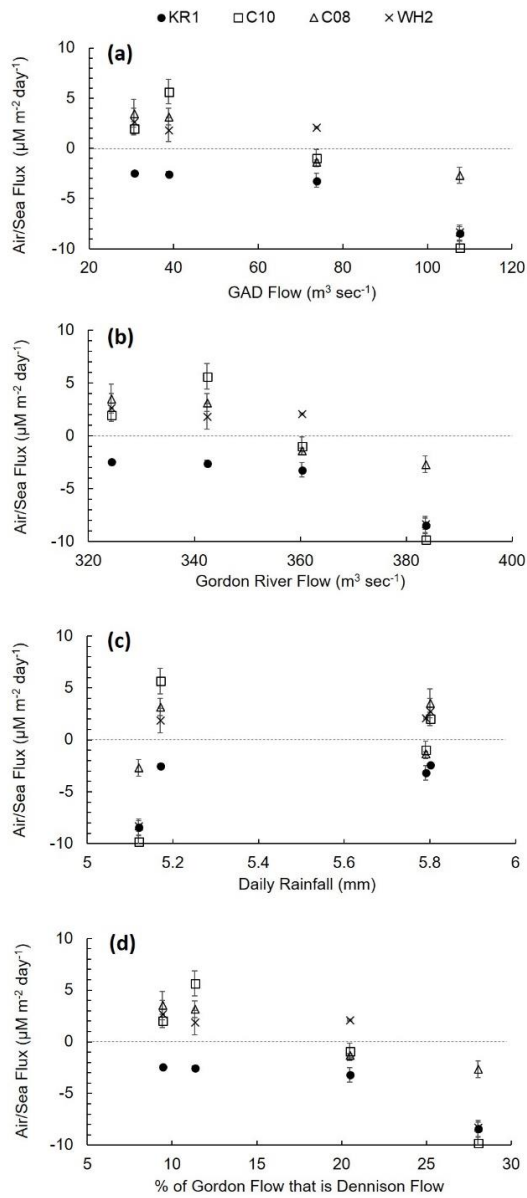 KR1 C10 C08 WH2
(a)
Air/Sea Flux (µM m⁻² day⁻¹)
10
5
0
-5
-10
20 40 60 80 100 120
GAD Flow (m³ sec⁻¹)
(b)
Air/Sea Flux (µM m⁻² day⁻¹)
10
5
0
-5
-10
320 340 360 380 400
Gordon River Flow (m³ sec⁻¹)
(c)
Air/Sea Flux (µM m⁻² day⁻¹)
10
5
0
-5
-10
5 5.2 5.4 5.6 5.8 6
Daily Rainfall (mm)
(d)
Air/Sea Flux (µM m⁻² day⁻¹)
10
5
0
-5
-10
5 10 15 20 25 30
% of Gordon Flow that is Dennison Flow